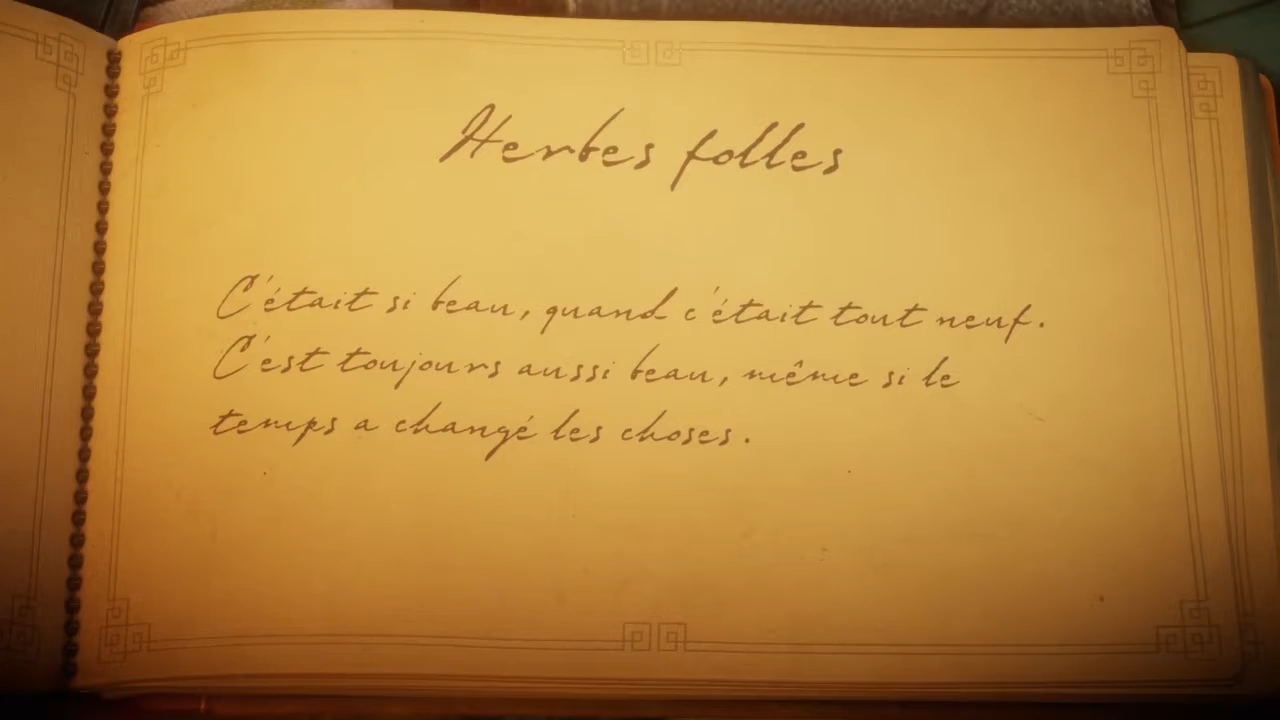 Herbes folles
C'était si beau, quand c'était tout neuf.
C'est toujours aussi beau, même si le
temps a changé les choses.